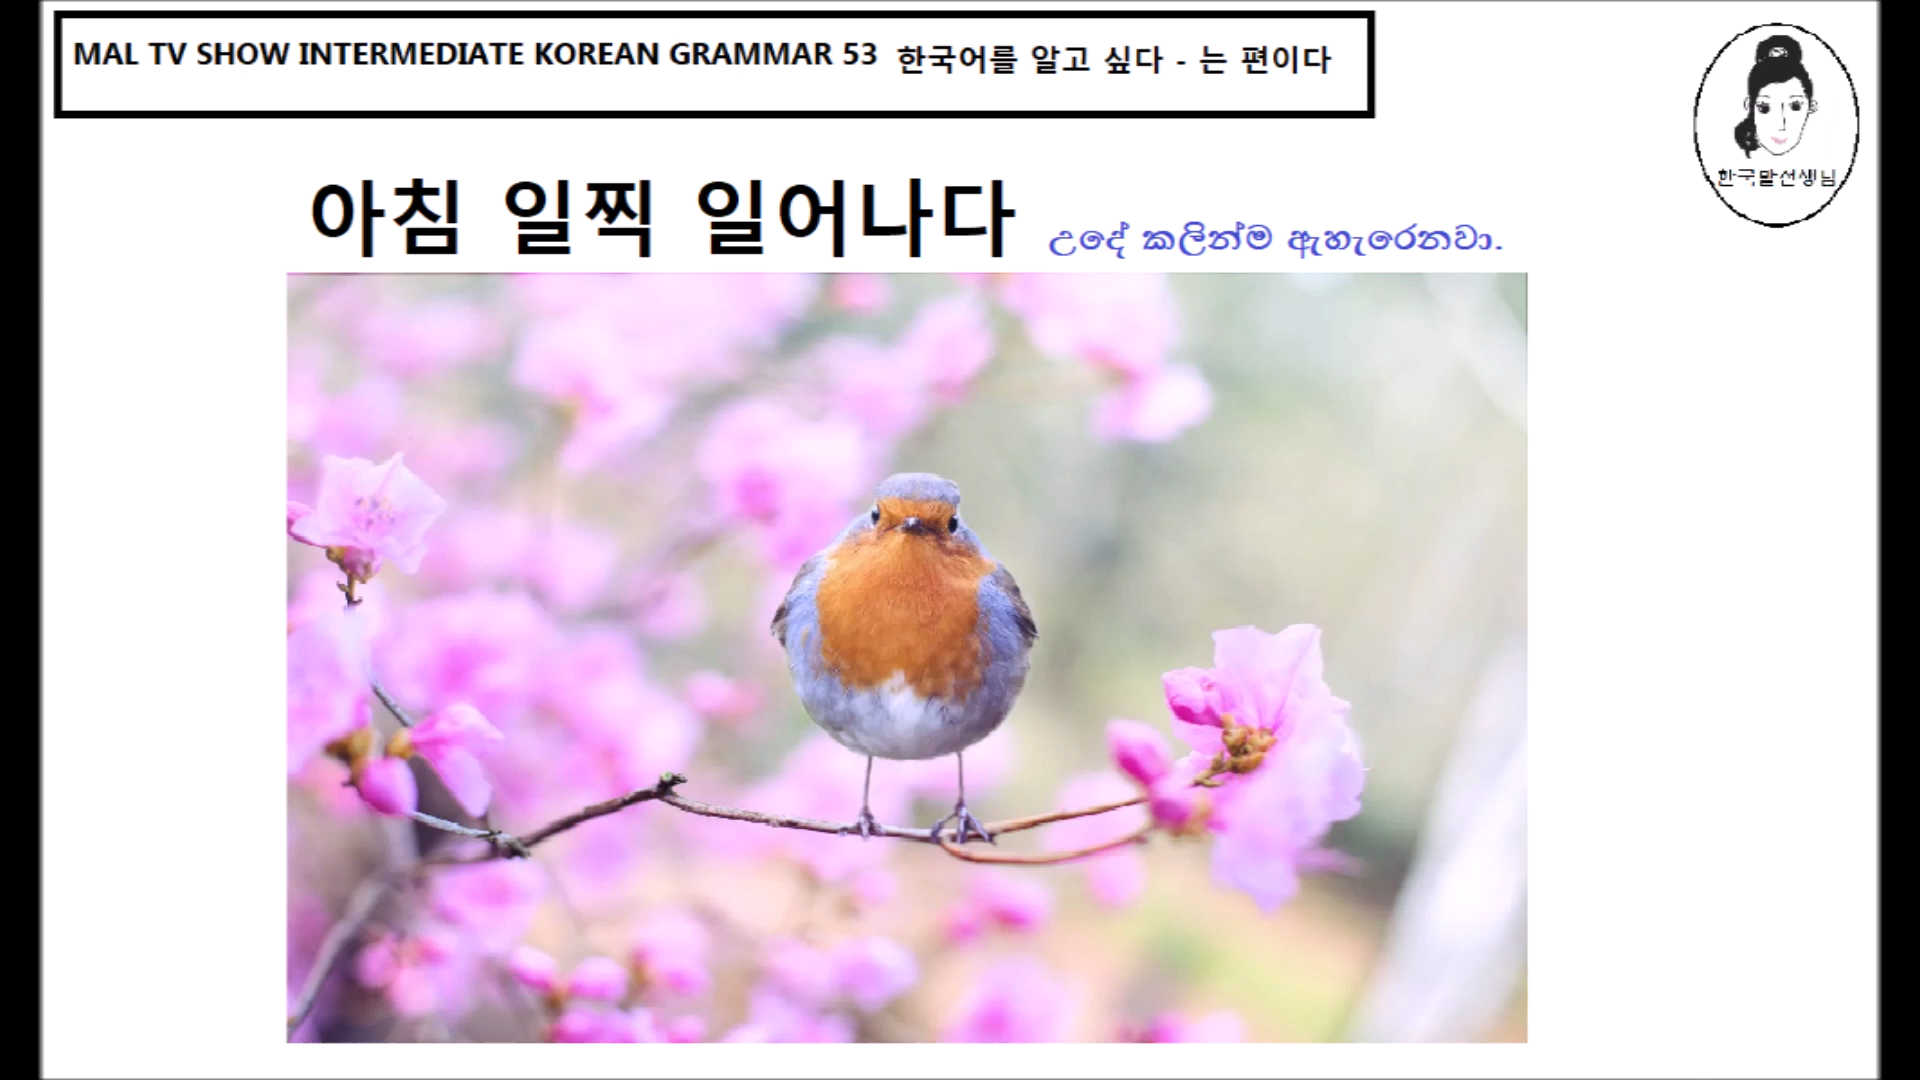 MAL TV SHOW INTERMEDIATE KOREAN GRAMMAR 53 한국어를 알고 싶다 - 는 편이다
한국말선생님
아침 일찍 일어나다 උදේ කලින්ම ඇහැරෙනවා.